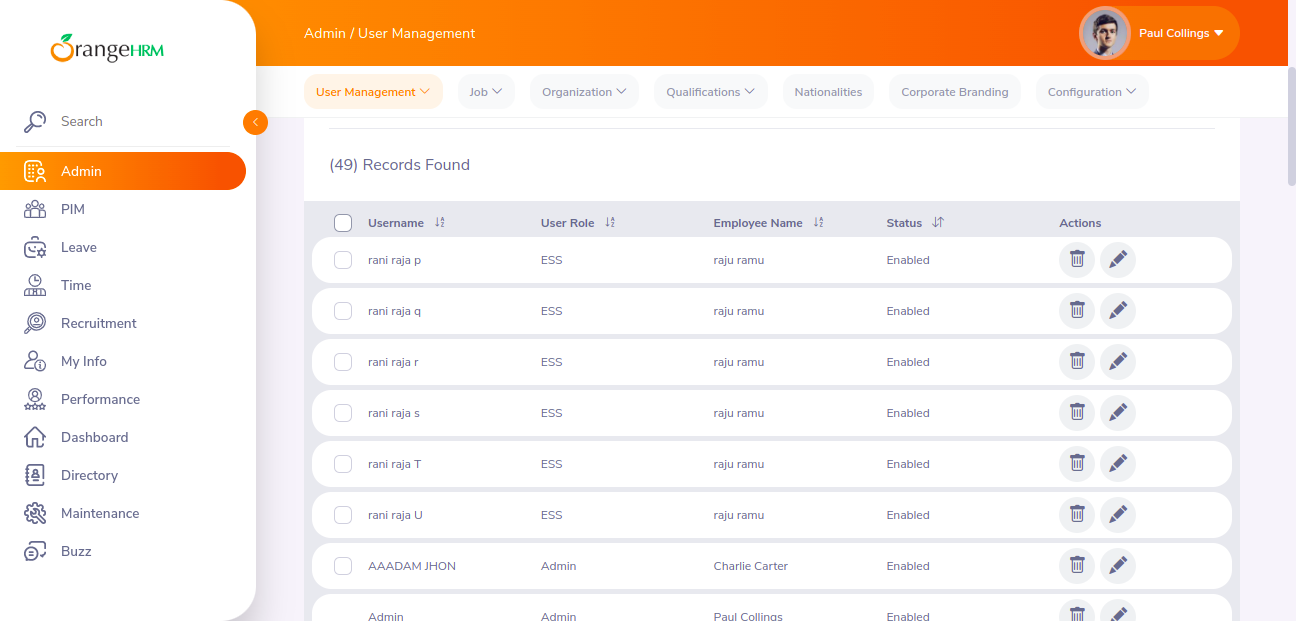 OrangeHRM
Admin / User Management
Paul Collings
User Management
Job
Organization
Qualifications
Nationalities
Corporate Branding
Configuration
Search
Admin
PIM
Leave
Time
Recruitment
My Info
Performance
Dashboard
Directory
Maintenance
Buzz
(49) Records Found
Username User Role Employee Name Status Actions
rani raja p ESS raju ramu Enabled
rani raja q ESS raju ramu Enabled
rani raja r ESS raju ramu Enabled
rani raja s ESS raju ramu Enabled
rani raja T ESS raju ramu Enabled
rani raja U ESS raju ramu Enabled
AAADAM JHON Admin Charlie Carter Enabled
Admin Admin Paul Collings Enabled